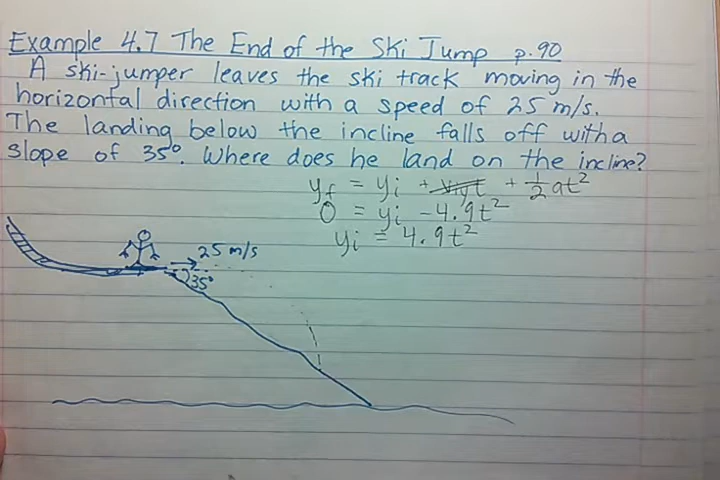 Example 4.7 The End of the Ski Jump p.90
A ski-jumper leaves the ski track moving in the
horizontal direction with a speed of 25 m/s.
The landing below the incline falls off with a
slope of 35°. Where does he land on the incline?
y_f = y_i + v_iy t + ½at²
0 = y_i - 4.9t²
y_i = 4.9t²
25 m/s
35°